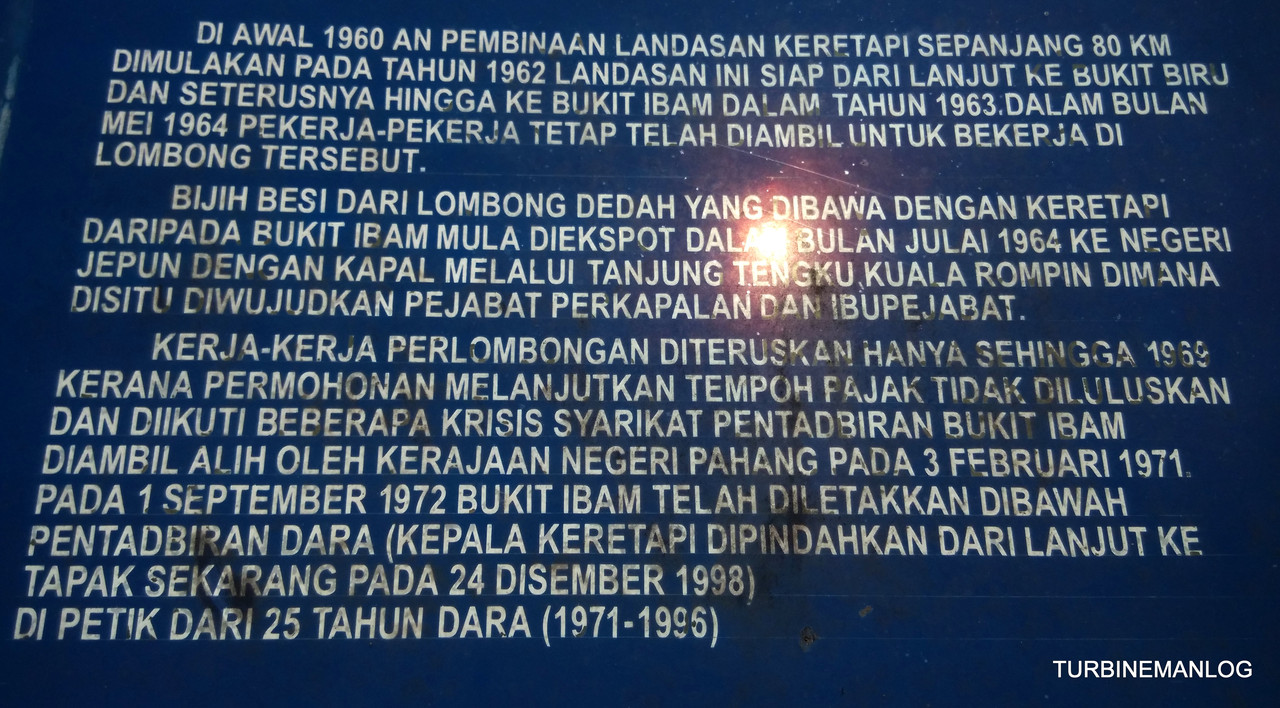 DI AWAL 1960 AN PEMBINAAN LANDASAN KERETAPI SEPANJANG 80 KM
DIMULAKAN PADA TAHUN 1962 LANDASAN INI SIAP DARI LANJUT KE BUKIT BIRU
DAN SETERUSNYA HINGGA KE BUKIT IBAM DALAM TAHUN 1963.DALAM BULAN
MEI 1964 PEKERJA-PEKERJA TETAP TELAH DIAMBIL UNTUK BEKERJA DI
LOMBONG TERSEBUT.
BIJIH BESI DARI LOMBONG DEDAH YANG DIBAWA DENGAN KERETAPI
DARIPADA BUKIT IBAM MULA DIEKSPOT DALAM BULAN JULAI 1964 KE NEGERI
JEPUN DENGAN KAPAL MELALUI TANJUNG TENGKU,KUALA ROMPIN DIMANA
DISITU DIWUJUDKAN PEJABAT PERKAPALAN DAN IBUPEJABAT.
KERJA-KERJA PERLOMBONGAN DITERUSKAN HANYA SEHINGGA 1969
KERANA PERMOHONAN MELANJUTKAN TEMPOH PAJAK TIDAK DILULUSKAN
DAN DIIKUTI BEBERAPA KRISIS SYARIKAT PENTADBIRAN BUKIT IBAM
DIAMBIL ALIH OLEH KERAJAAN NEGERI PAHANG PADA 3 FEBRUARI 1971.
PADA 1 SEPTEMBER 1972 BUKIT IBAM TELAH DILETAKKAN DIBAWAH
PENTADBIRAN DARA (KEPALA KERETAPI DIPINDAHKAN DARI LANJUT KE
TAPAK SEKARANG PADA 24 DISEMBER 1998)
DI PETIK DARI 25 TAHUN DARA (1971-1996)
TURBINEMANLOG